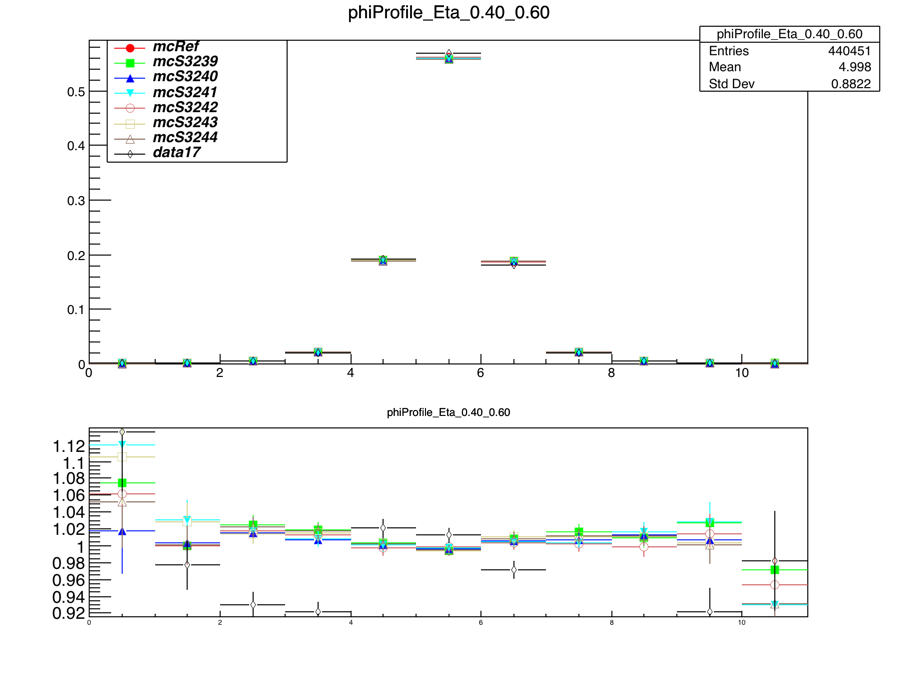 phiProfile_Eta_0.40_0.60
phiProfile_Eta_0.40_0.60
Entries 440451
Mean 4.998
Std Dev 0.8822
mcRef
mcS3239
mcS3240
mcS3241
mcS3242
mcS3243
mcS3244
data17
0.5
0.4
0.3
0.2
0.1
0
0 2 4 6 8 10
phiProfile_Eta_0.40_0.60
1.12
1.1
1.08
1.06
1.04
1.02
1
0.98
0.96
0.94
0.92
0 2 4 6 8 10